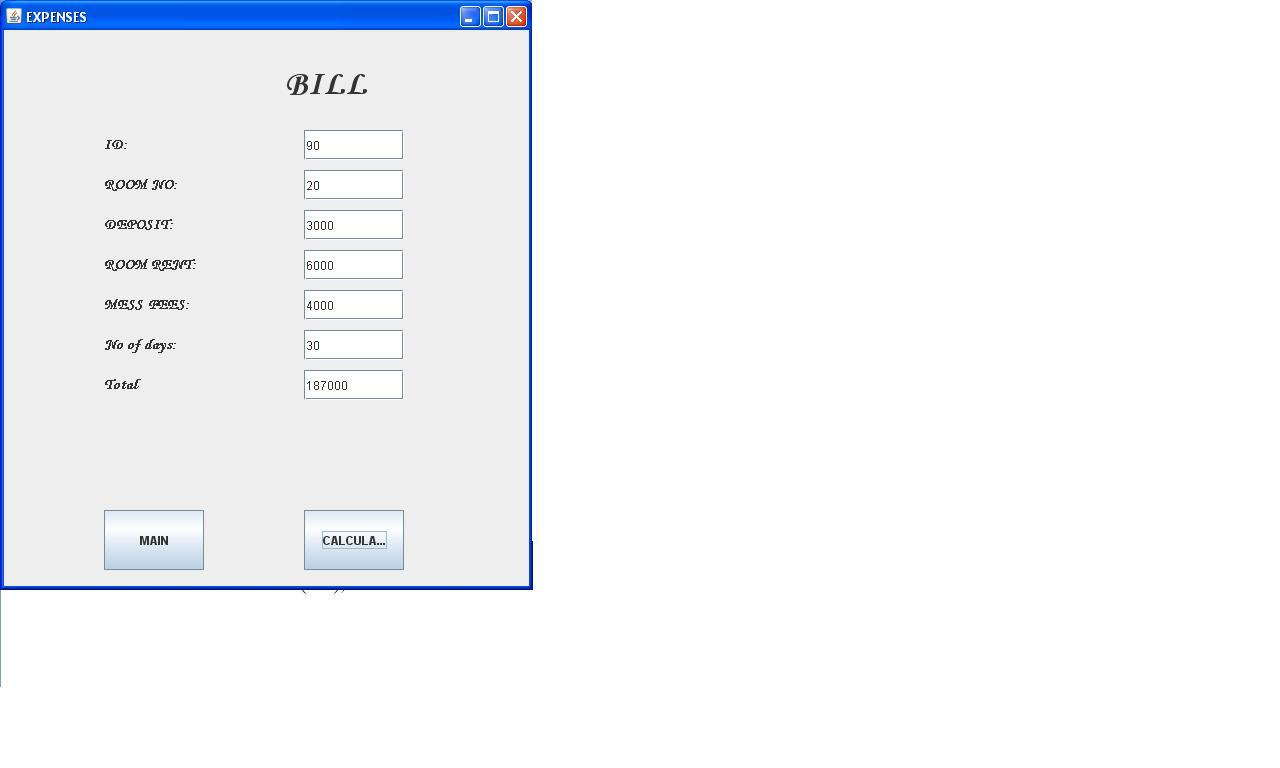 EXPENSES
BILL
ID: 90
ROOM NO: 20
DEPOSIT: 3000
ROOM RENT: 6000
MESS FEES: 4000
No of days: 30
Total 187000
MAIN CALCULA...